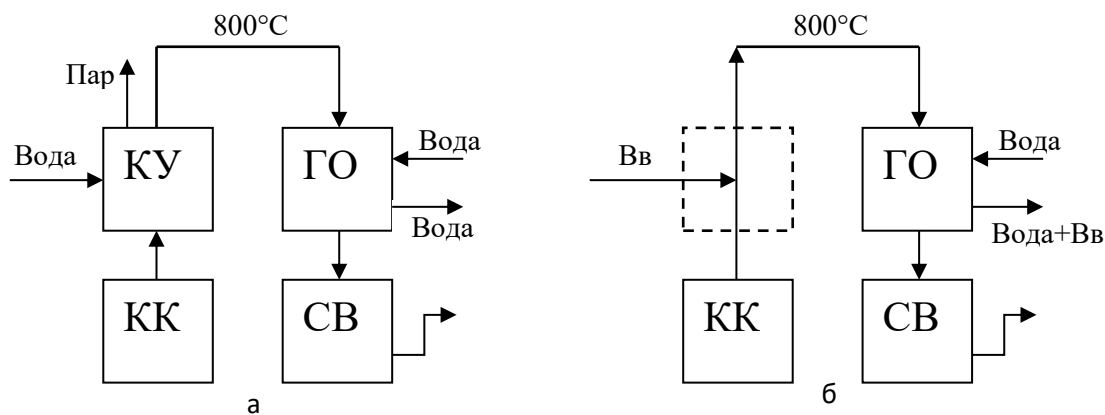 800°C
Пар
Вода
КУ
ГО
Вода
Вода
КК
СВ
а
800°C
Вв
ГО
Вода
Вода+Вв
КК
СВ
б